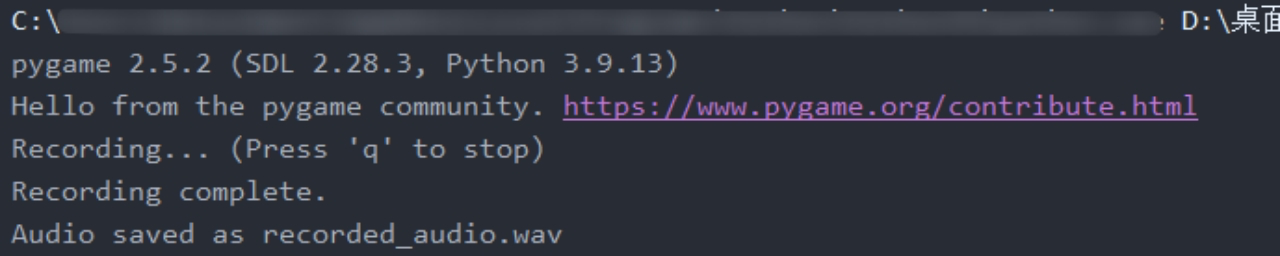 C:\ D:\桌面
pygame 2.5.2 (SDL 2.28.3, Python 3.9.13)
Hello from the pygame community. https://www.pygame.org/contribute.html
Recording... (Press 'q' to stop)
Recording complete.
Audio saved as recorded_audio.wav